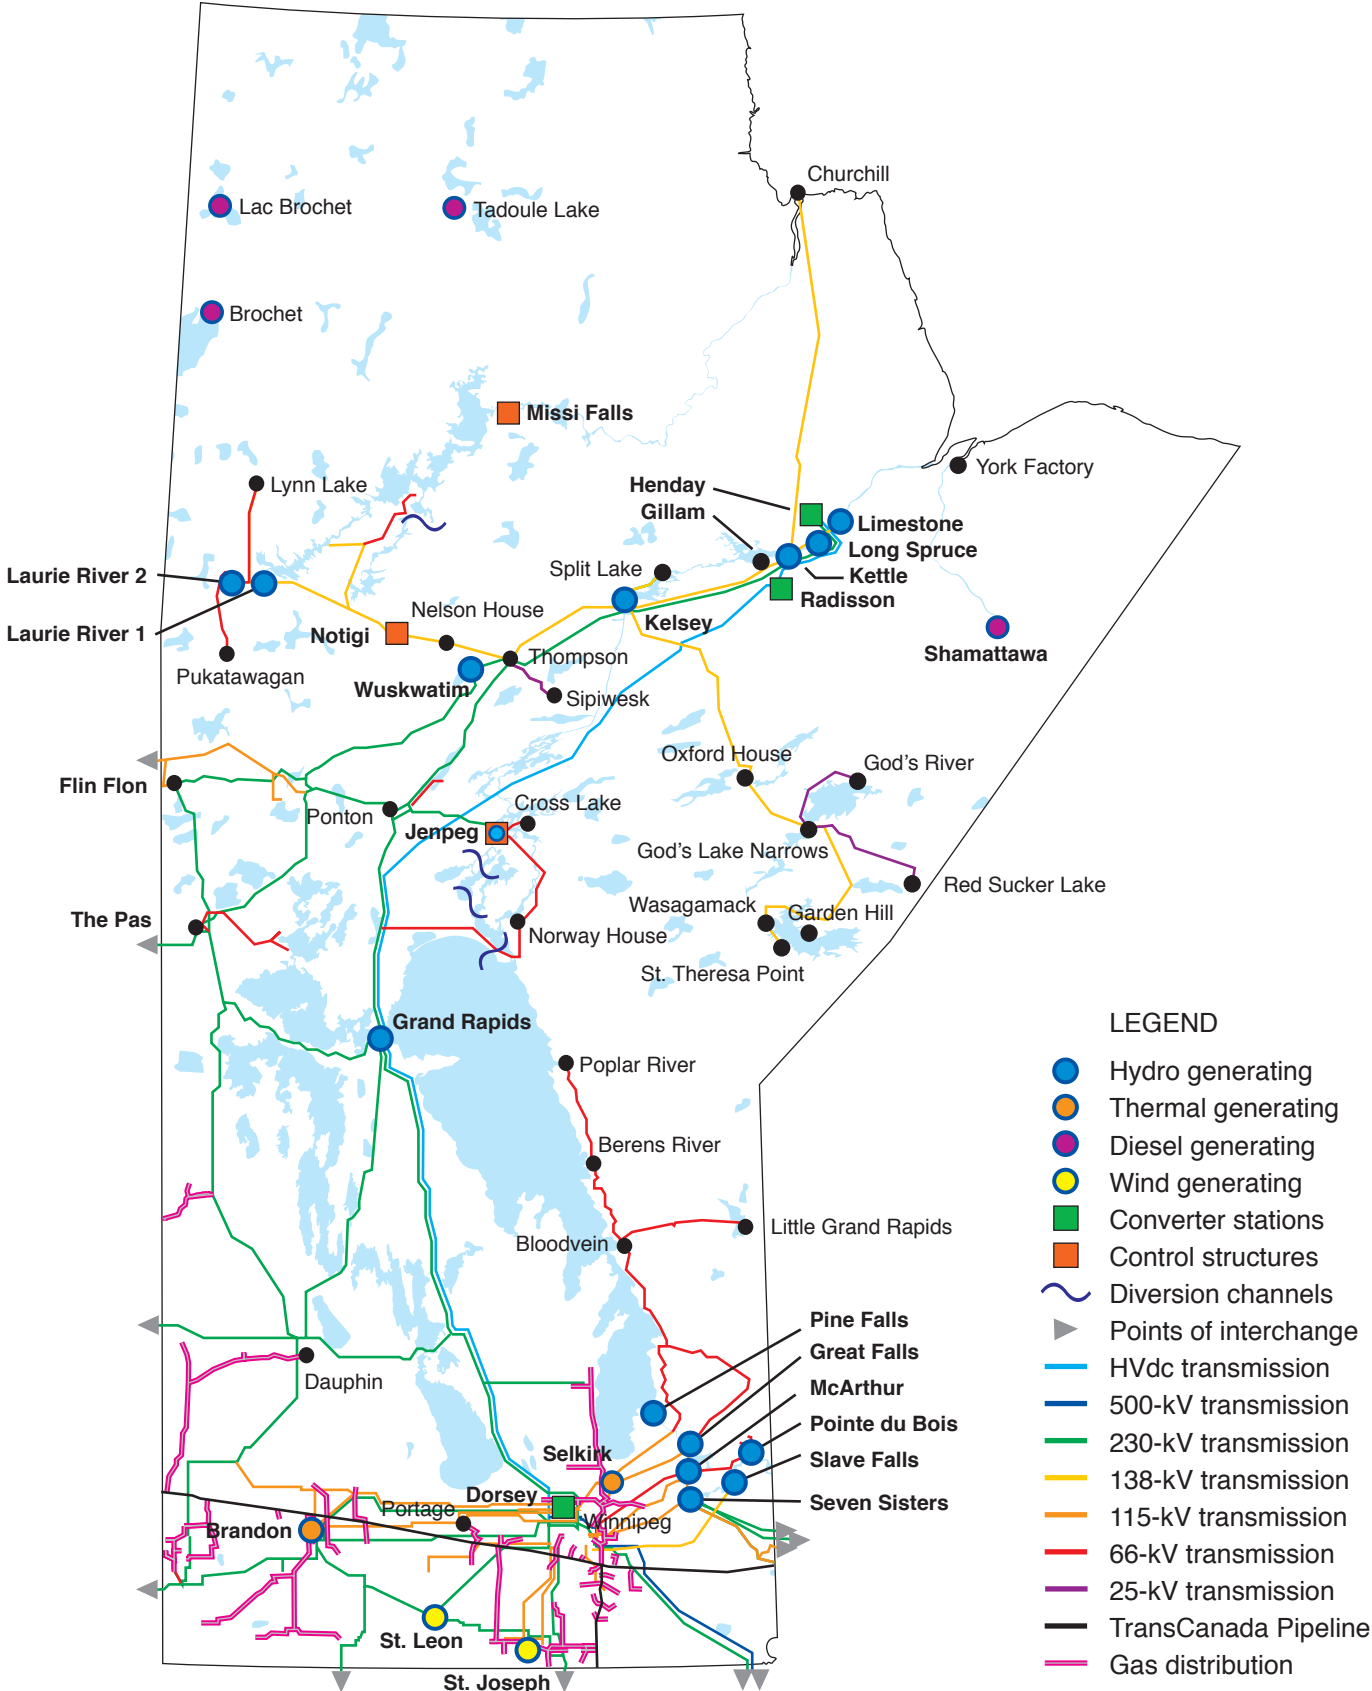 Churchill
Lac Brochet
Tadoule Lake
Brochet
Missi Falls
York Factory
Lynn Lake
Henday
Gillam
Limestone
Long Spruce
Kettle
Radisson
Split Lake
Laurie River 2
Nelson House
Laurie River 1
Notigi
Kelsey
Shamattawa
Thompson
Pukatawagan
Wuskwatim
Sipiwesk
Oxford House
God's River
Flin Flon
Ponton
Cross Lake
Jenpeg
God's Lake Narrows
Red Sucker Lake
Wasagamack
Garden Hill
The Pas
Norway House
St. Theresa Point
Grand Rapids
Poplar River
Berens River
Little Grand Rapids
Bloodvein
Pine Falls
Great Falls
McArthur
Dauphin
Pointe du Bois
Selkirk
Slave Falls
Dorsey
Seven Sisters
Portage
Winnipeg
Brandon
St. Leon
St. Joseph
LEGEND
Hydro generating
Thermal generating
Diesel generating
Wind generating
Converter stations
Control structures
Diversion channels
Points of interchange
HVdc transmission
500-kV transmission
230-kV transmission
138-kV transmission
115-kV transmission
66-kV transmission
25-kV transmission
TransCanada Pipeline
Gas distribution